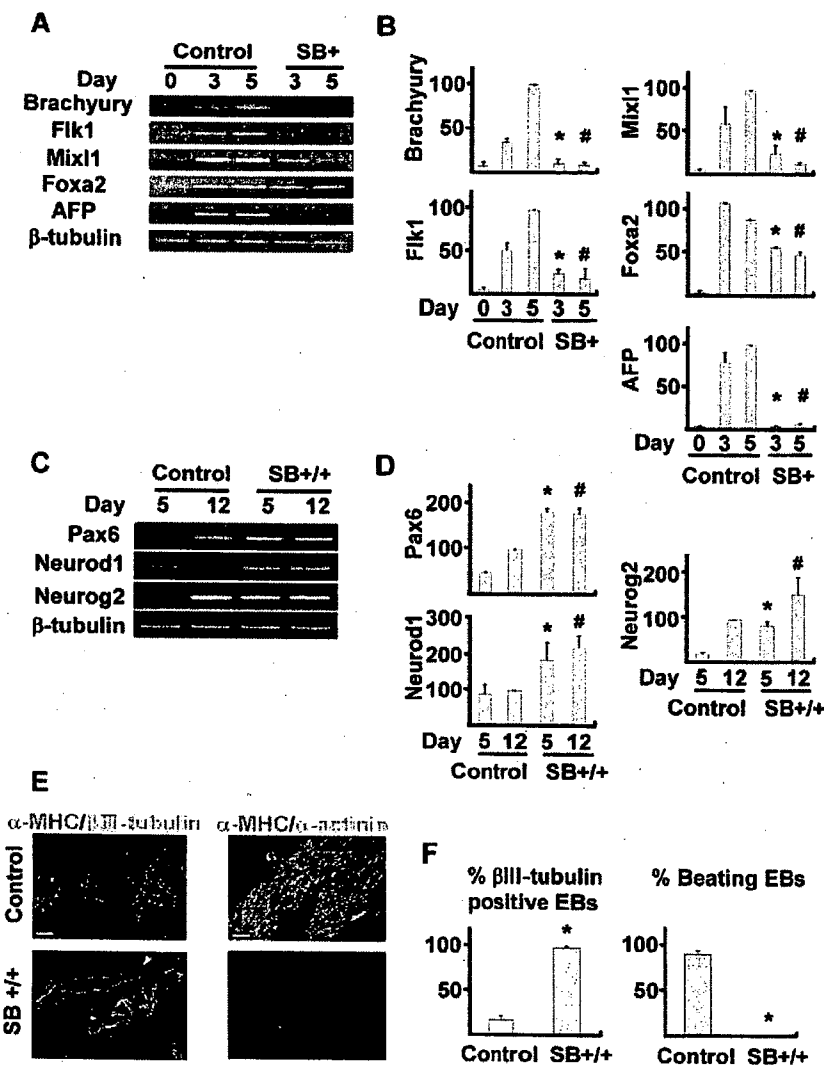 A
Control SB+
Day 0 3 5 3 5
Brachyury
Flk1
Mixl1
Foxa2
AFP
β-tubulin
B
Brachyury
100
50
* #
Flk1
100
50
* #
Day 0 3 5 3 5
Control SB+
Mixl1
100
50
* #
Foxa2
100
50
* #
AFP
100
50
* #
Day 0 3 5 3 5
Control SB+
C
Control SB+/+
Day 5 12 5 12
Pax6
Neurod1
Neurog2
β-tubulin
D
Pax6
200
100
* #
Neurod1
300
200
100
* #
Day 5 12 5 12
Control SB+/+
Neurog2
200
100
* #
Day 5 12 5 12
Control SB+/+
E
α-MHC/βIII-tubulin α-MHC/α-actinin
Control
SB +/+
F
% βIII-tubulin
positive EBs
100
50
*
Control SB+/+
% Beating EBs
100
50
*
Control SB+/+